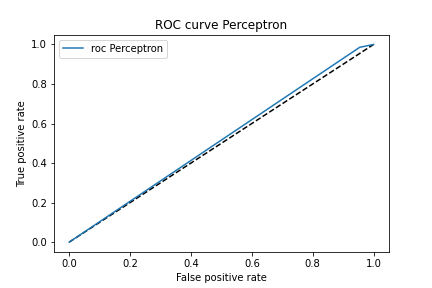 ROC curve Perceptron
roc Perceptron
True positive rate
1.0
0.8
0.6
0.4
0.2
0.0
0.0 0.2 0.4 0.6 0.8 1.0
False positive rate